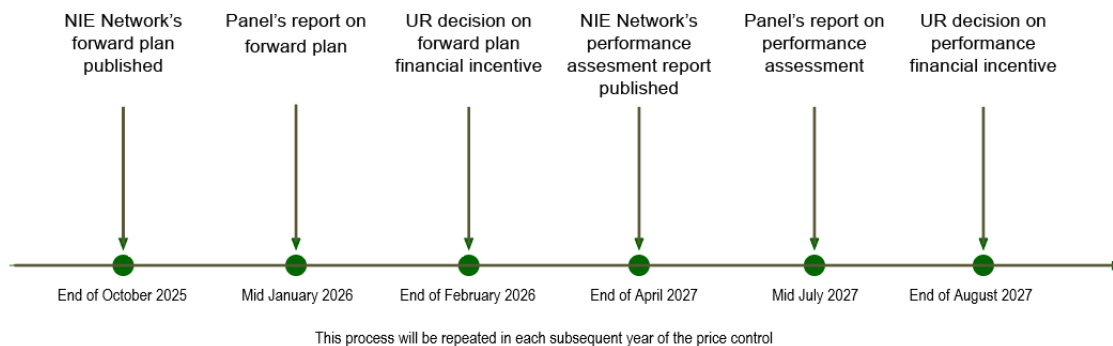 NIE Network's
forward plan
published
Panel's report on
forward plan
UR decision on
forward plan
financial incentive
NIE Network's
performance
assesment report
published
Panel's report on
performance
assessment
UR decision on
performance
financial incentive
End of October 2025
Mid January 2026
End of February 2026
End of April 2027
Mid July 2027
End of August 2027
This process will be repeated in each subsequent year of the price control